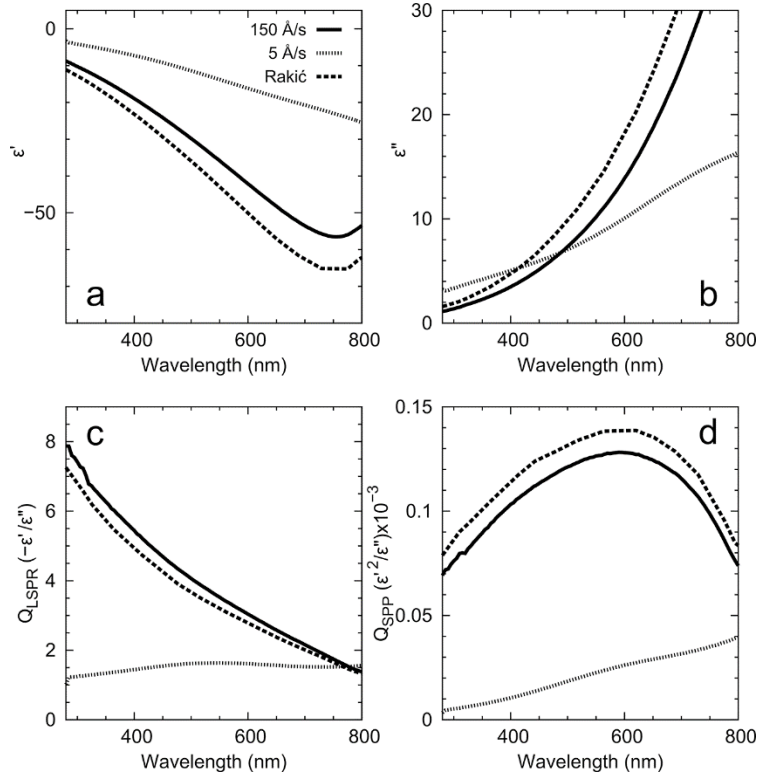 0
150 Å/s
5 Å/s
Rakić
ε'
−50
a
400
600
800
Wavelength (nm)
30
20
ε''
10
0
b
400
600
800
Wavelength (nm)
8
c
6
Q_LSPR (−ε'/ε'')
4
2
0
400
600
800
Wavelength (nm)
0.15
d
0.1
Q_SPP (ε'²/ε'')x10⁻³
0.05
0
400
600
800
Wavelength (nm)